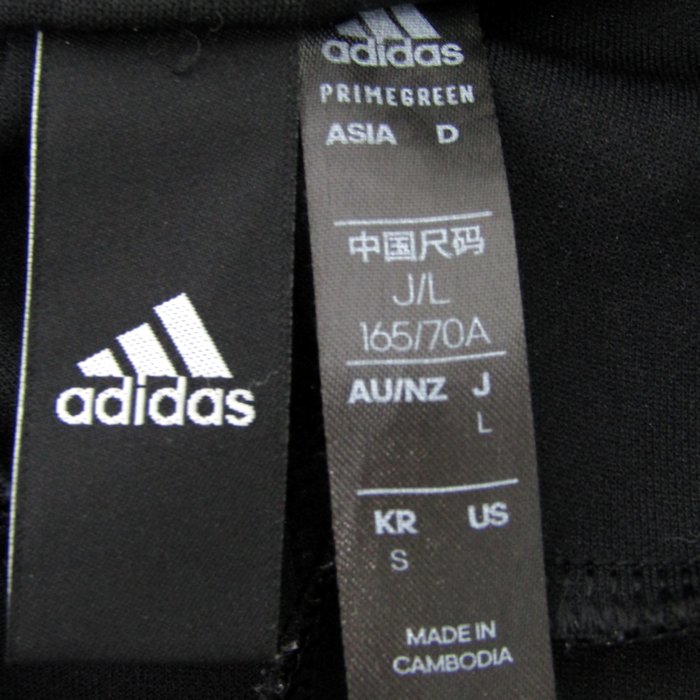 adidas
adidas
PRIMEGREEN
ASIA D
中国尺码
J/L
165/70A
AU/NZ J
L
KR US
S
MADE IN
CAMBODIA